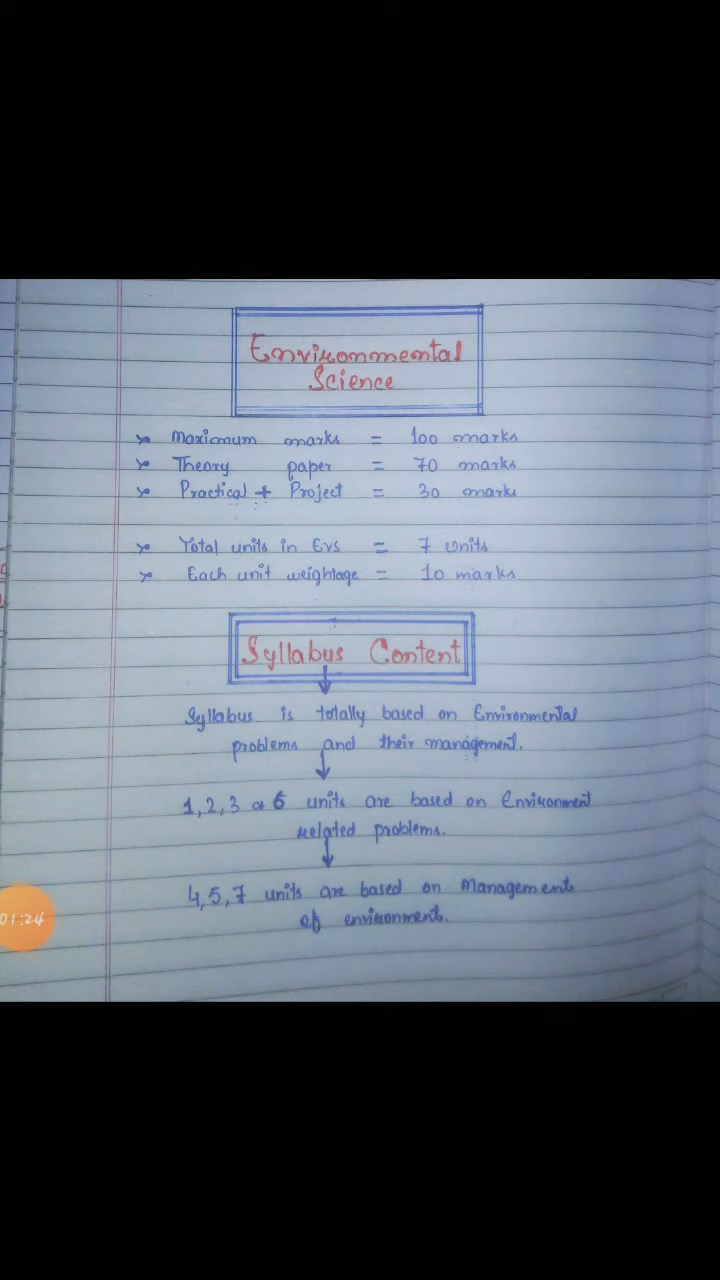 Environmental
Science
Maximum marks = 100 marks
Theory paper = 70 marks
Practical + Project = 30 marks
Total units in Evs = 7 units
Each unit weightage = 10 marks
Syllabus Content
Syllabus is totally based on Environmental
problems and their management.
1, 2, 3 & 6 units are based on Environment
related problems.
4, 5, 7 units are based on Management
of environment.
01:24